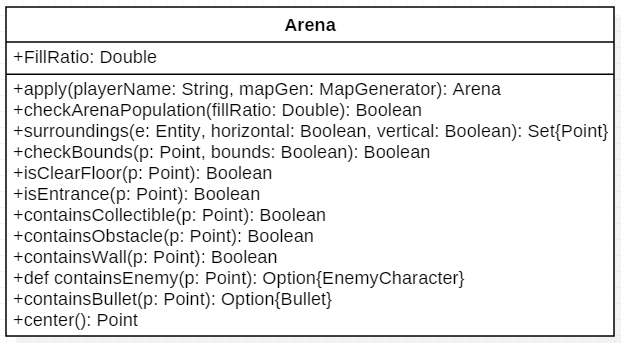 Arena
+FillRatio: Double
+apply(playerName: String, mapGen: MapGenerator): Arena
+checkArenaPopulation(fillRatio: Double): Boolean
+surroundings(e: Entity, horizontal: Boolean, vertical: Boolean): Set{Point}
+checkBounds(p: Point, bounds: Boolean): Boolean
+isClearFloor(p: Point): Boolean
+isEntrance(p: Point): Boolean
+containsCollectible(p: Point): Boolean
+containsObstacle(p: Point): Boolean
+containsWall(p: Point): Boolean
+def containsEnemy(p: Point): Option{EnemyCharacter}
+containsBullet(p: Point): Option{Bullet}
+center(): Point